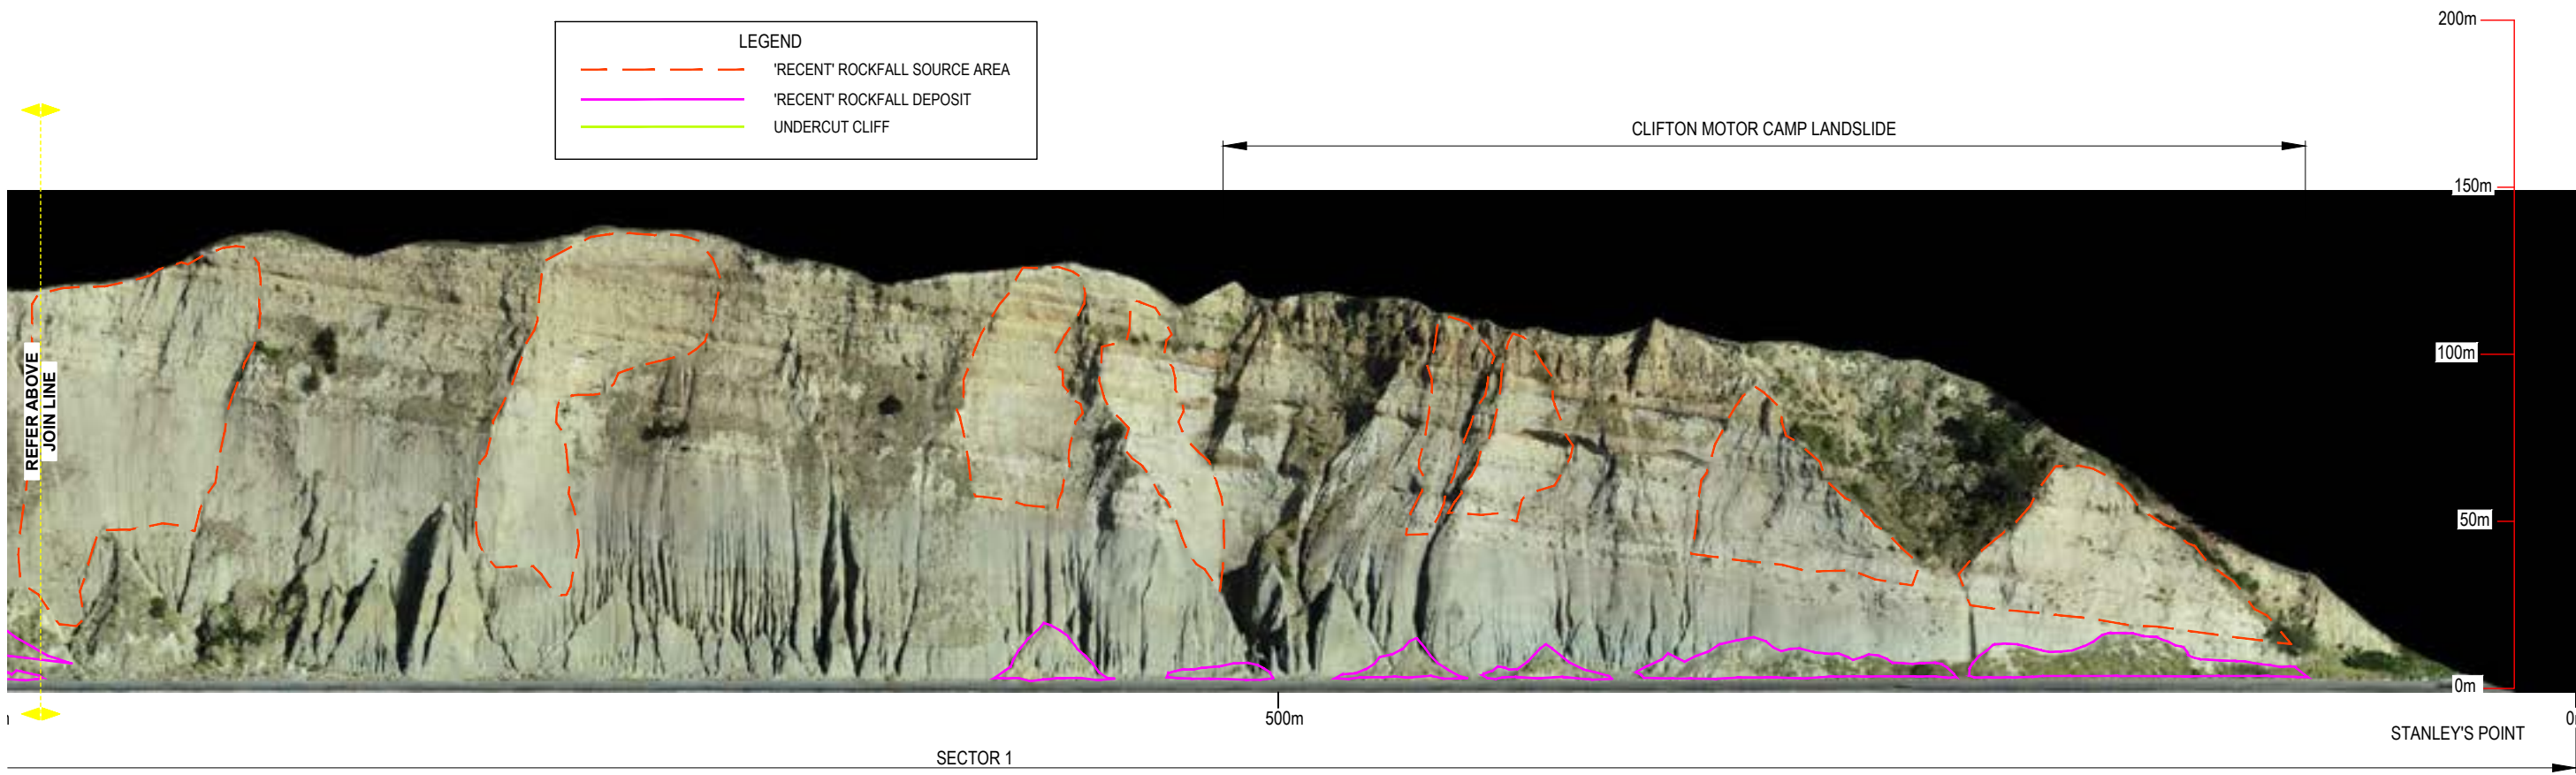 LEGEND
'RECENT' ROCKFALL SOURCE AREA
'RECENT' ROCKFALL DEPOSIT
UNDERCUT CLIFF
CLIFTON MOTOR CAMP LANDSLIDE
200m
150m
100m
50m
0m
REFER ABOVE
JOIN LINE
500m
STANLEY'S POINT
SECTOR 1